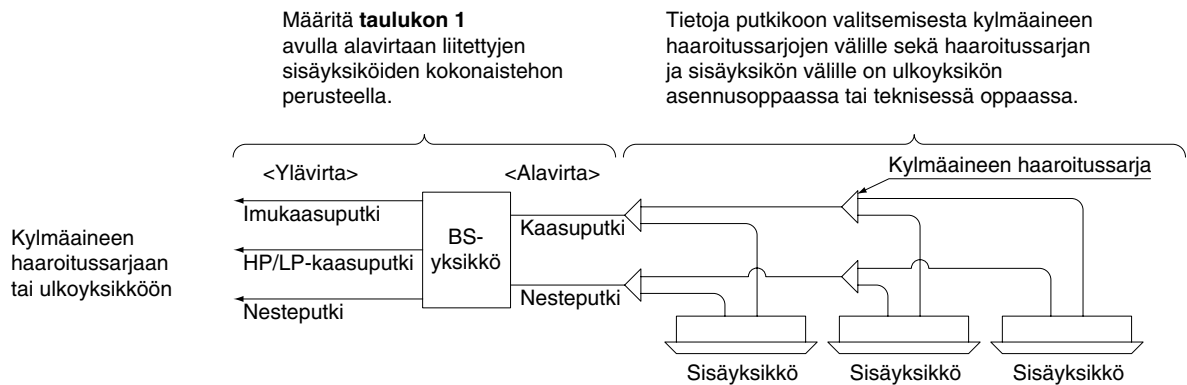 Määritä taulukon 1
avulla alavirtaan liitettyjen
sisäyksiköiden kokonaistehon
perusteella.
Tietoja putkikoon valitsemisesta kylmäaineen
haaroitussarjojen välille sekä haaroitussarjan
ja sisäyksikön välille on ulkoyksikön
asennusoppaassa tai teknisessä oppaassa.
<Ylävirta>
<Alavirta>
Kylmäaineen haaroitussarja
Imukaasuputki
Kaasuputki
Kylmäaineen
haaroitussarjaan
tai ulkoyksikköön
HP/LP-kaasuputki
BS-
yksikkö
Nesteputki
Nesteputki
Sisäyksikkö
Sisäyksikkö
Sisäyksikkö